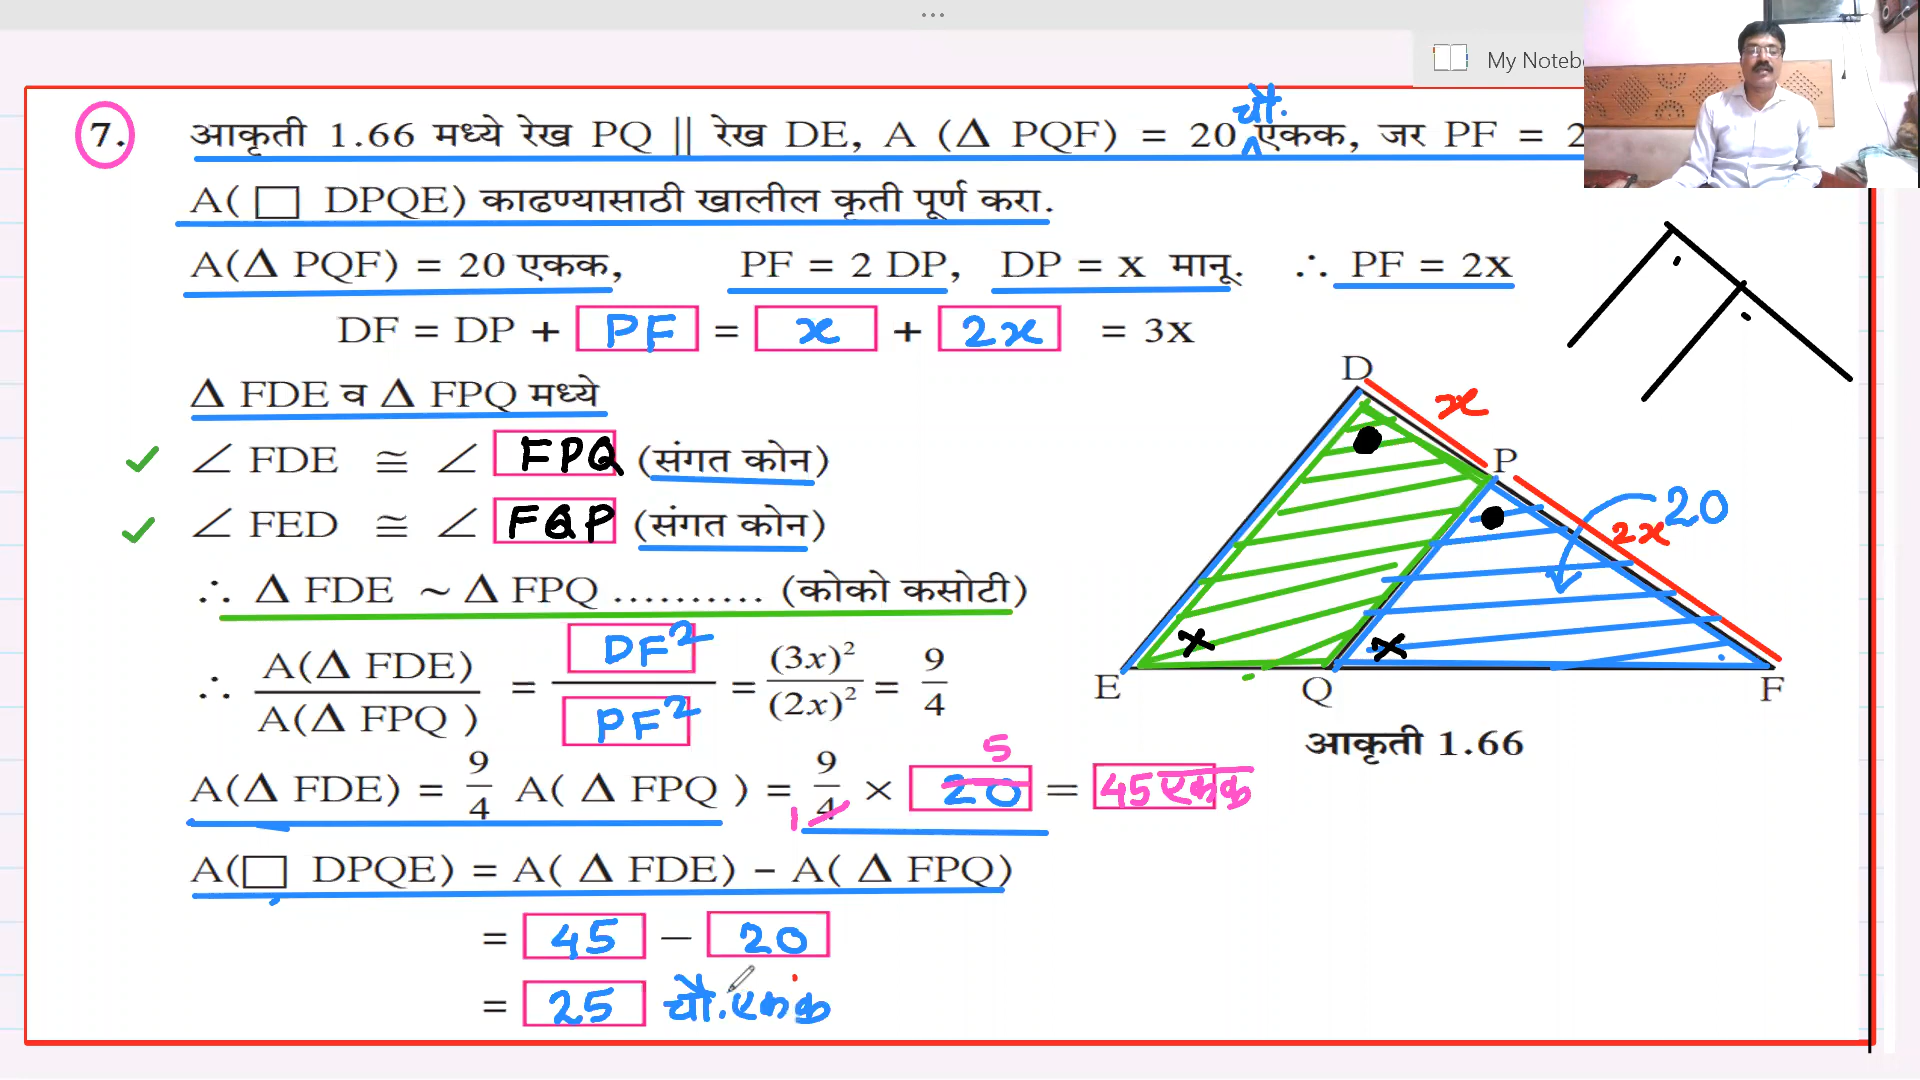 ...
My Noteb
7. आकृती 1.66 मध्ये रेख PQ || रेख DE, A (Δ PQF) = 20 चौ. एकक, जर PF = 2
A(□ DPQE) काढण्यासाठी खालील कृती पूर्ण करा.
A(Δ PQF) = 20 एकक, PF = 2 DP, DP = x मानू. ∴ PF = 2x
DF = DP + PF = x + 2x = 3x
Δ FDE व Δ FPQ मध्ये
∠ FDE ≅ ∠ FPQ (संगत कोन)
∠ FED ≅ ∠ FQP (संगत कोन)
∴ Δ FDE ~ Δ FPQ .......... (कोको कसोटी)
∴ A(Δ FDE) / A(Δ FPQ ) = DF² / PF² = (3x)² / (2x)² = 9 / 4
A(Δ FDE) = 9/4 A( Δ FPQ ) = 9/4 × 20 = 45 एकक
1 5
A(□ DPQE) = A( Δ FDE) – A( Δ FPQ)
= 45 – 20
= 25 चौ. एकक
D
x
P
20
2x
x x
E Q F
आकृती 1.66